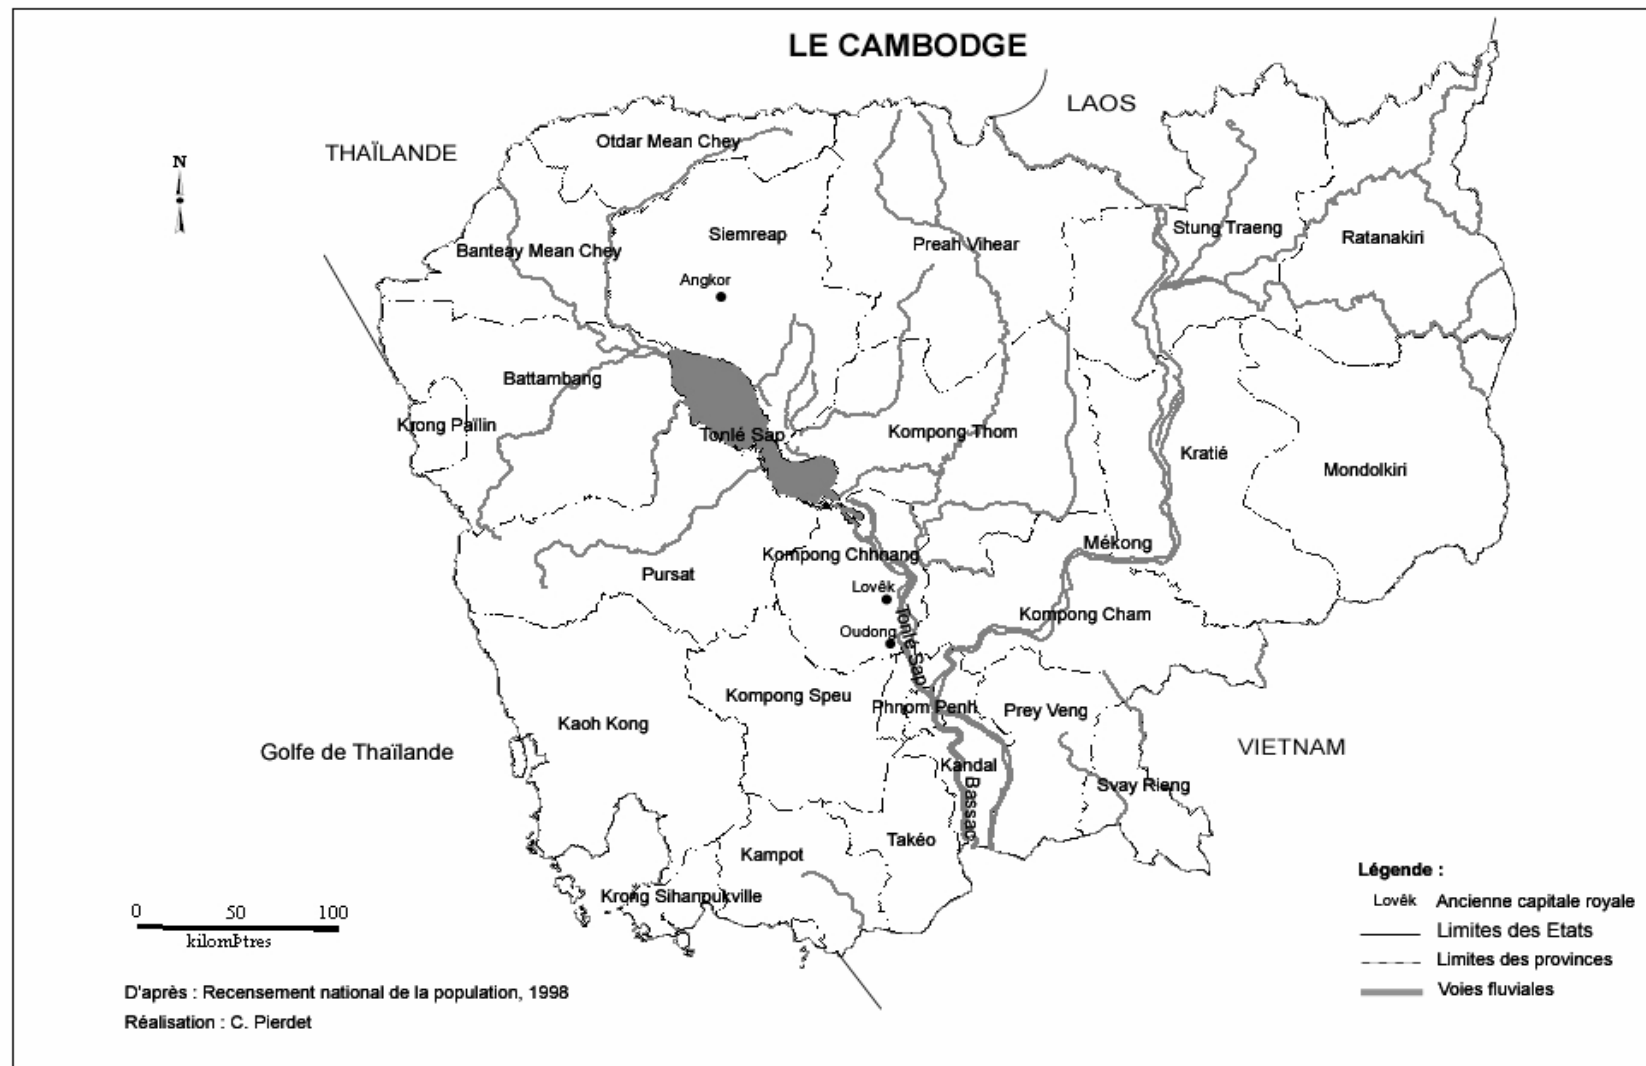 LE CAMBODGE
LAOS
THAÏLANDE
N
Otdar Mean Chey
Siemreap
Stung Traeng
Ratanakiri
Preah Vihear
Banteay Mean Chey
Angkor
Battambang
Krong Païlin
Tonlé Sap
Kompong Thom
Kratié
Mondolkiri
Mékong
Kompong Chhnang
Pursat
Lovêk
Kompong Cham
Oudong
Tonlé Sap
Kompong Speu
Phnom Penh
Prey Veng
Kaoh Kong
Golfe de Thaïlande
VIETNAM
Kandal
Svay Rieng
Bassac
Takéo
Kampot
Krong Sihanpukville
0 50 100
kilomÞtres
Légende :
Lovêk Ancienne capitale royale
Limites des Etats
Limites des provinces
Voies fluviales
D'après : Recensement national de la population, 1998
Réalisation : C. Pierdet